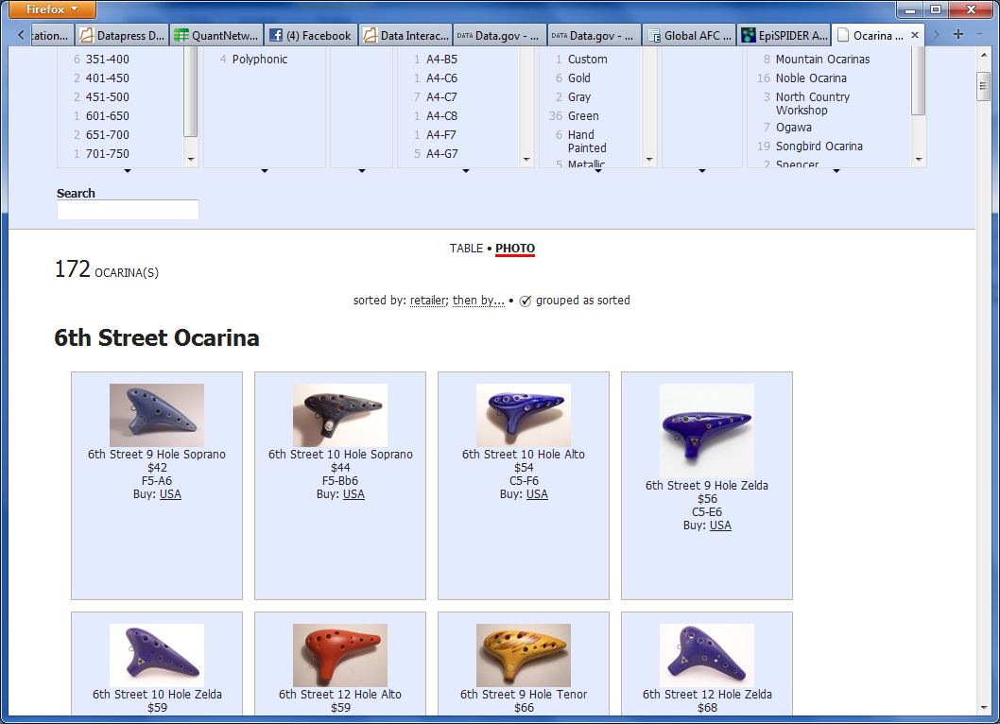 Firefox
cation...
Datapress D...
QuantNetw...
(4) Facebook
Data Interac...
DATA Data.gov - ...
DATA Data.gov - ...
Global AFC ...
EpiSPIDER A...
Ocarina ...
6 351-400
2 401-450
2 451-500
1 601-650
2 651-700
1 701-750
4 Polyphonic
1 A4-B5
1 A4-C6
7 A4-C7
1 A4-C8
1 A4-F7
5 A4-G7
1 Custom
6 Gold
2 Gray
36 Green
6 Hand
Painted
5 Metallic
8 Mountain Ocarinas
16 Noble Ocarina
3 North Country
Workshop
7 Ogawa
19 Songbird Ocarina
2 Spencer
Search
TABLE • PHOTO
172 OCARINA(S)
sorted by: retailer; then by... • grouped as sorted
6th Street Ocarina
6th Street 9 Hole Soprano
$42
F5-A6
Buy: USA
6th Street 10 Hole Soprano
$44
F5-Bb6
Buy: USA
6th Street 10 Hole Alto
$54
C5-F6
Buy: USA
6th Street 9 Hole Zelda
$56
C5-E6
Buy: USA
6th Street 10 Hole Zelda
$59
6th Street 12 Hole Alto
$59
6th Street 9 Hole Tenor
$66
6th Street 12 Hole Zelda
$68